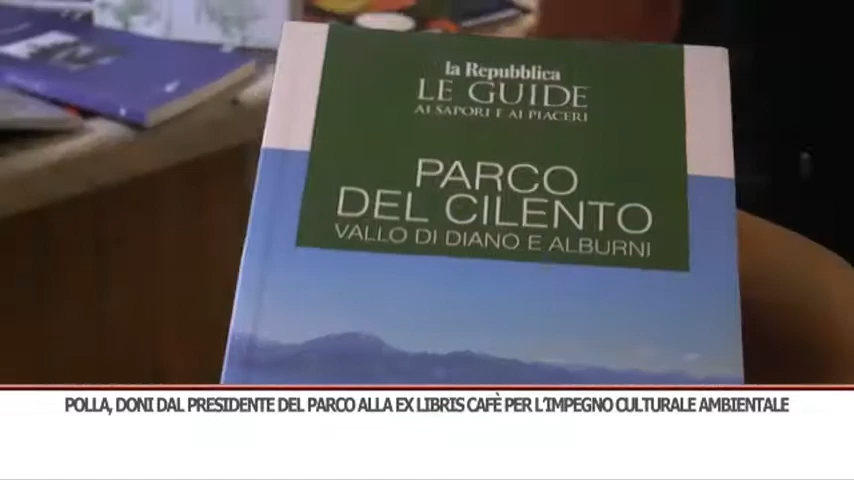 la Repubblica
LE GUIDE
AI SAPORI E AI PIACERI
PARCO
DEL CILENTO
VALLO DI DIANO E ALBURNI
POLLA, DONI DAL PRESIDENTE DEL PARCO ALLA EX LIBRIS CAFÈ PER L'IMPEGNO CULTURALE AMBIENTALE